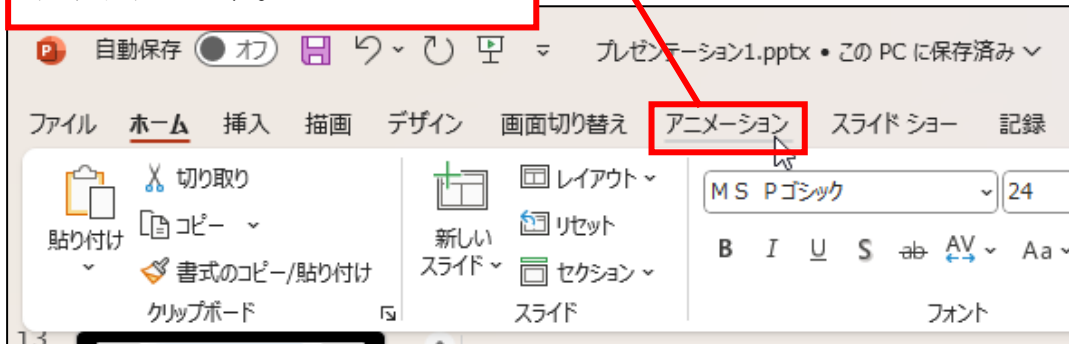 自動保存 オフ プレゼンテーション1.pptx • この PC に保存済み
ファイル ホーム 挿入 描画 デザイン 画面切り替え アニメーション スライド ショー 記録
貼り付け
切り取り
コピー
書式のコピー/貼り付け
クリップボード
新しい
スライド
レイアウト
リセット
セクション
スライド
ＭＳ Ｐゴシック 24
B I U S ab AV Aa
フォント
13